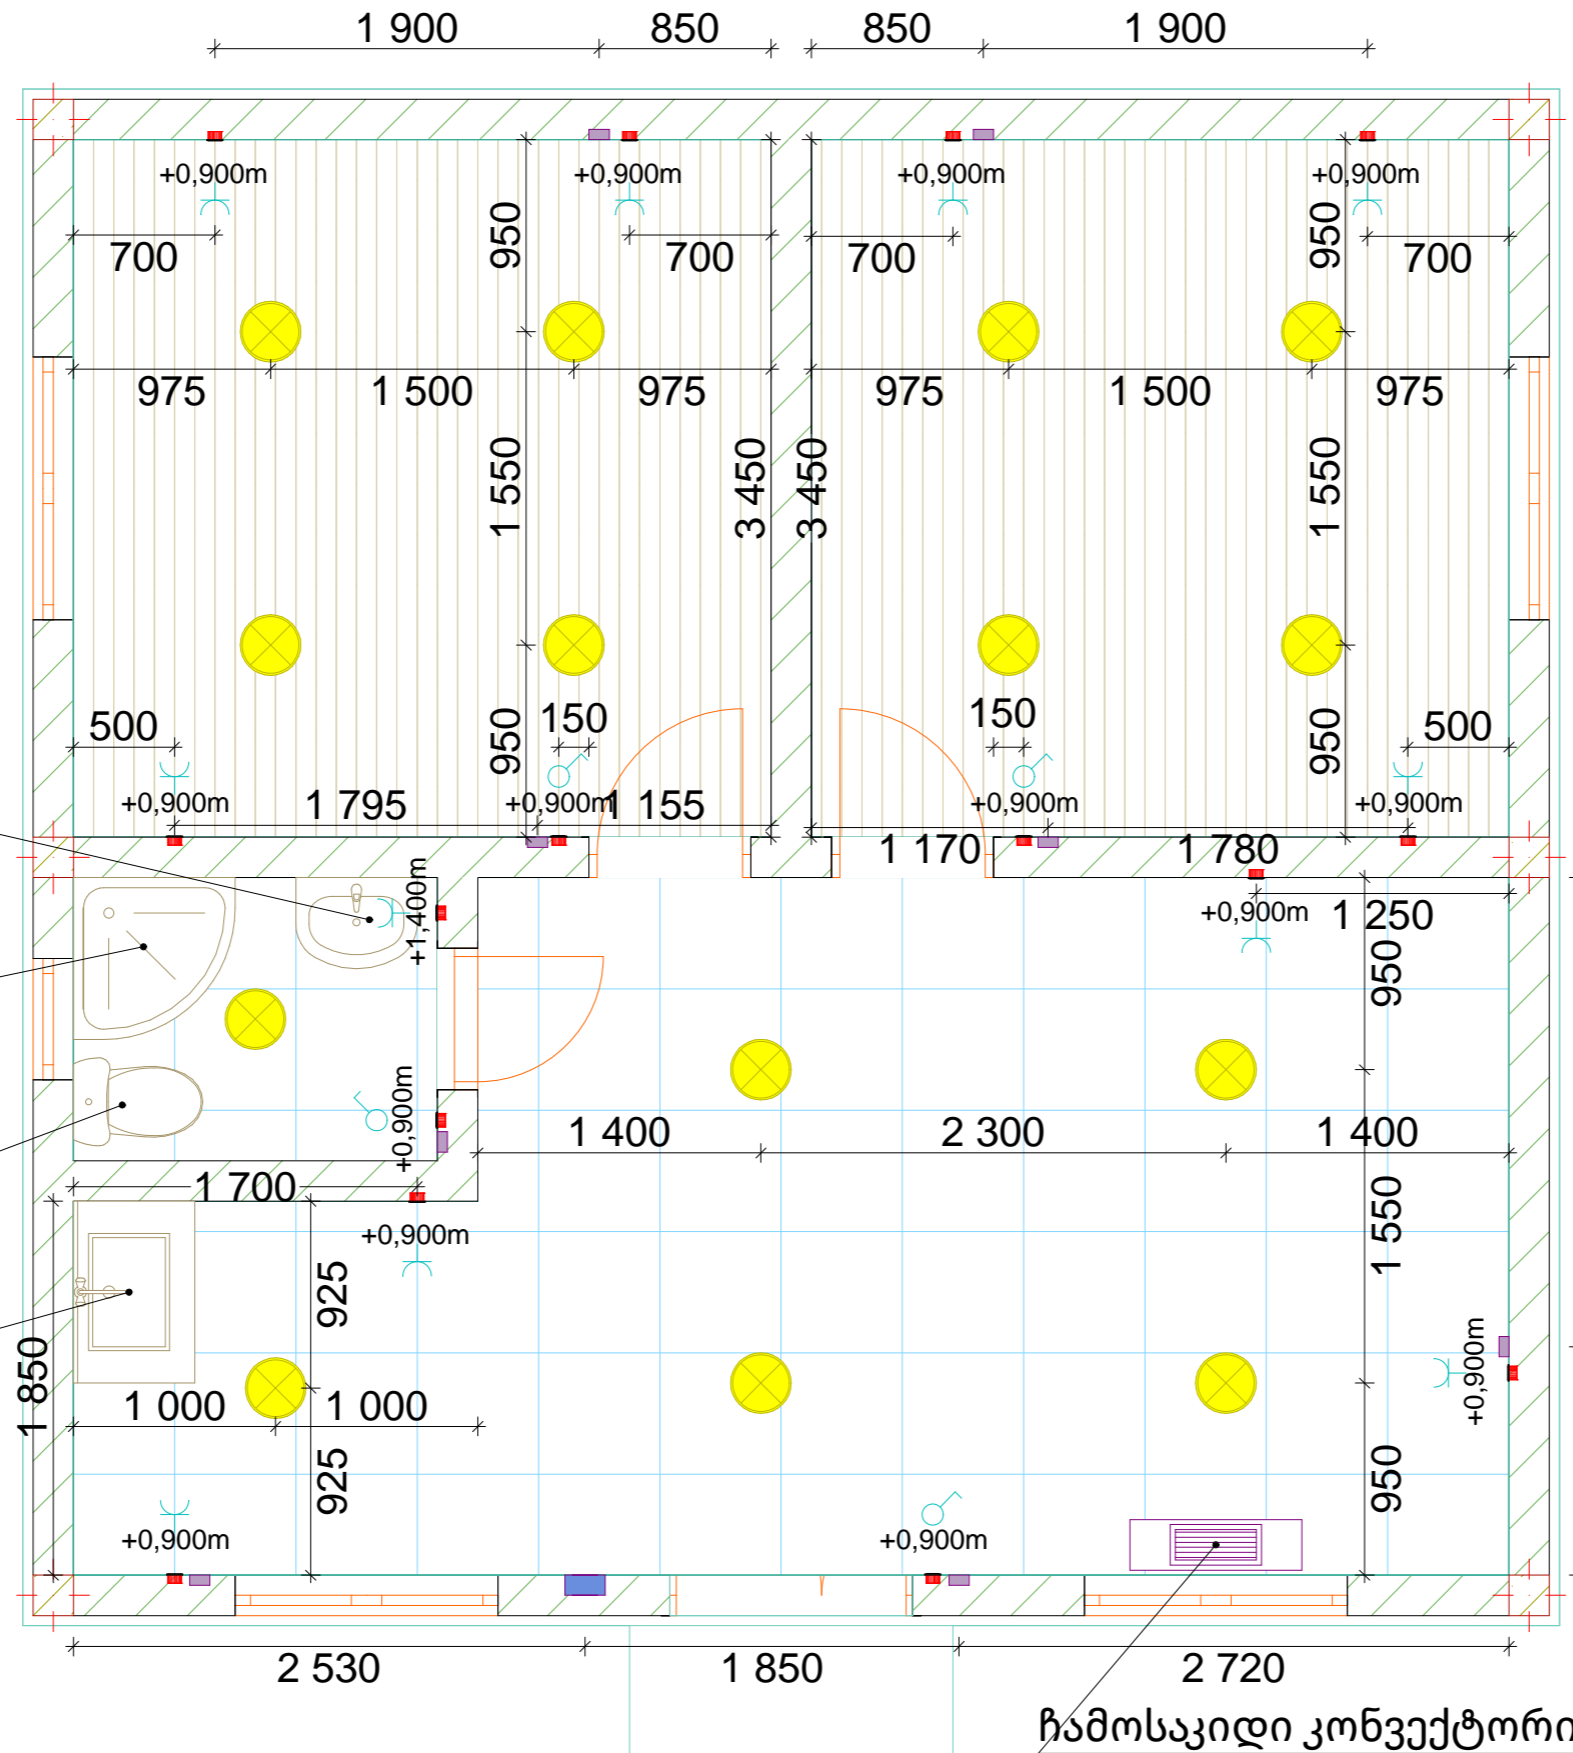 1 900 850 850 1 900
+0,900m +0,900m +0,900m +0,900m
700 700 700 700
950 950
975 1 500 975 975 1 500 975
1 550 3 450 3 450 1 550
500 150 950 150 950 500
+0,900m 1 795 +0,900m 1 155 +0,900m +0,900m
1 170 1 780
+1,400m +0,900m 1 250
950
+0,900m 1 400 2 300 1 400
1 700
+0,900m 1 550
925
1 850 +0,900m
1 000 1 000
925 950
+0,900m +0,900m
2 530 1 850 2 720
ჩამოსაკიდი კონვექტორი